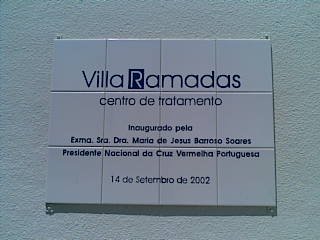 Villa Ramadas
centro de tratamento
Inaugurado pela
Exma. Sra. Dra. Maria de Jesus Barroso Soares
Presidente Nacional da Cruz Vermelha Portuguesa
14 de Setembro de 2002